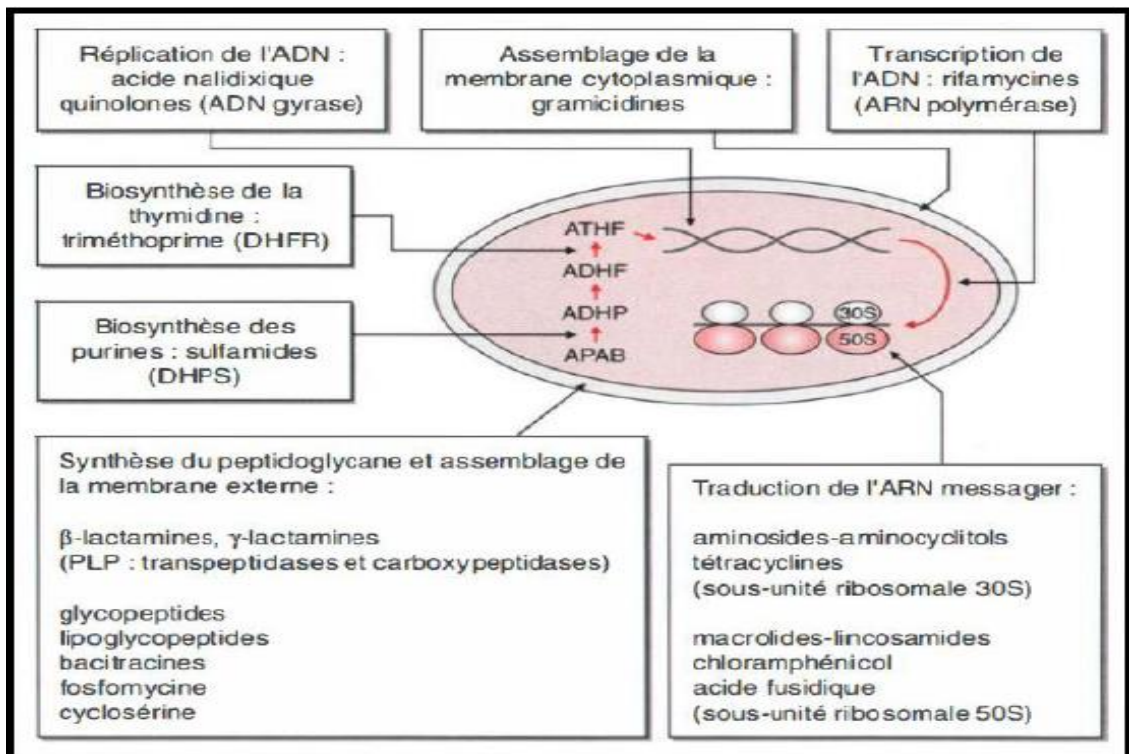 Réplication de l'ADN :
acide nalidixique
quinolones (ADN gyrase)
Assemblage de la
membrane cytoplasmique :
gramicidines
Transcription de
l'ADN : rifamycines
(ARN polymérase)
Biosynthèse de la
thymidine :
triméthoprime (DHFR)
Biosynthèse des
purines : sulfamides
(DHPS)
ATHF
ADHF
ADHP
APAB
30S
50S
Synthèse du peptidoglycane et assemblage de
la membrane externe :
β-lactamines, γ-lactamines
(PLP : transpeptidases et carboxypeptidases)
glycopeptides
lipoglycopeptides
bacitracines
fosfomycine
cyclosérine
Traduction de l'ARN messager :
aminosides-aminocyclitols
tétracyclines
(sous-unité ribosomale 30S)
macrolides-lincosamides
chloramphénicol
acide fusidique
(sous-unité ribosomale 50S)